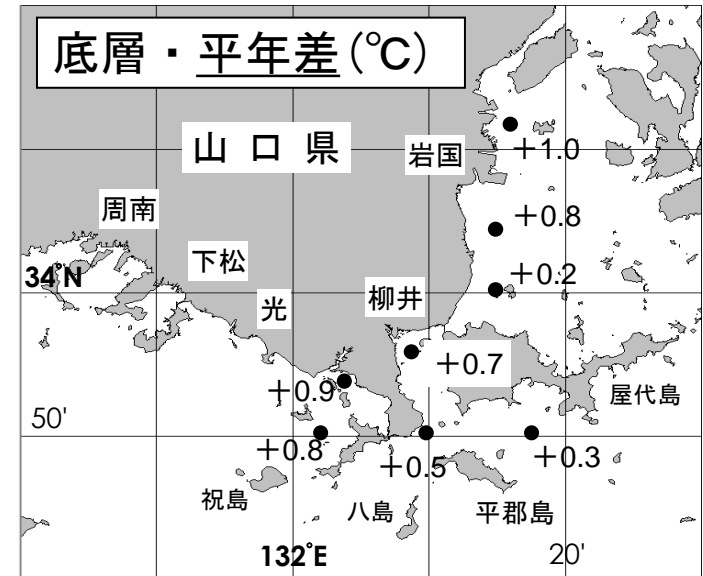 底層・平年差(℃)
山口県
岩国
+1.0
周南
+0.8
下松
34°N
+0.2
光
柳井
+0.7
+0.9
屋代島
50'
+0.8
+0.5
+0.3
祝島
八島
平郡島
132°E
20'